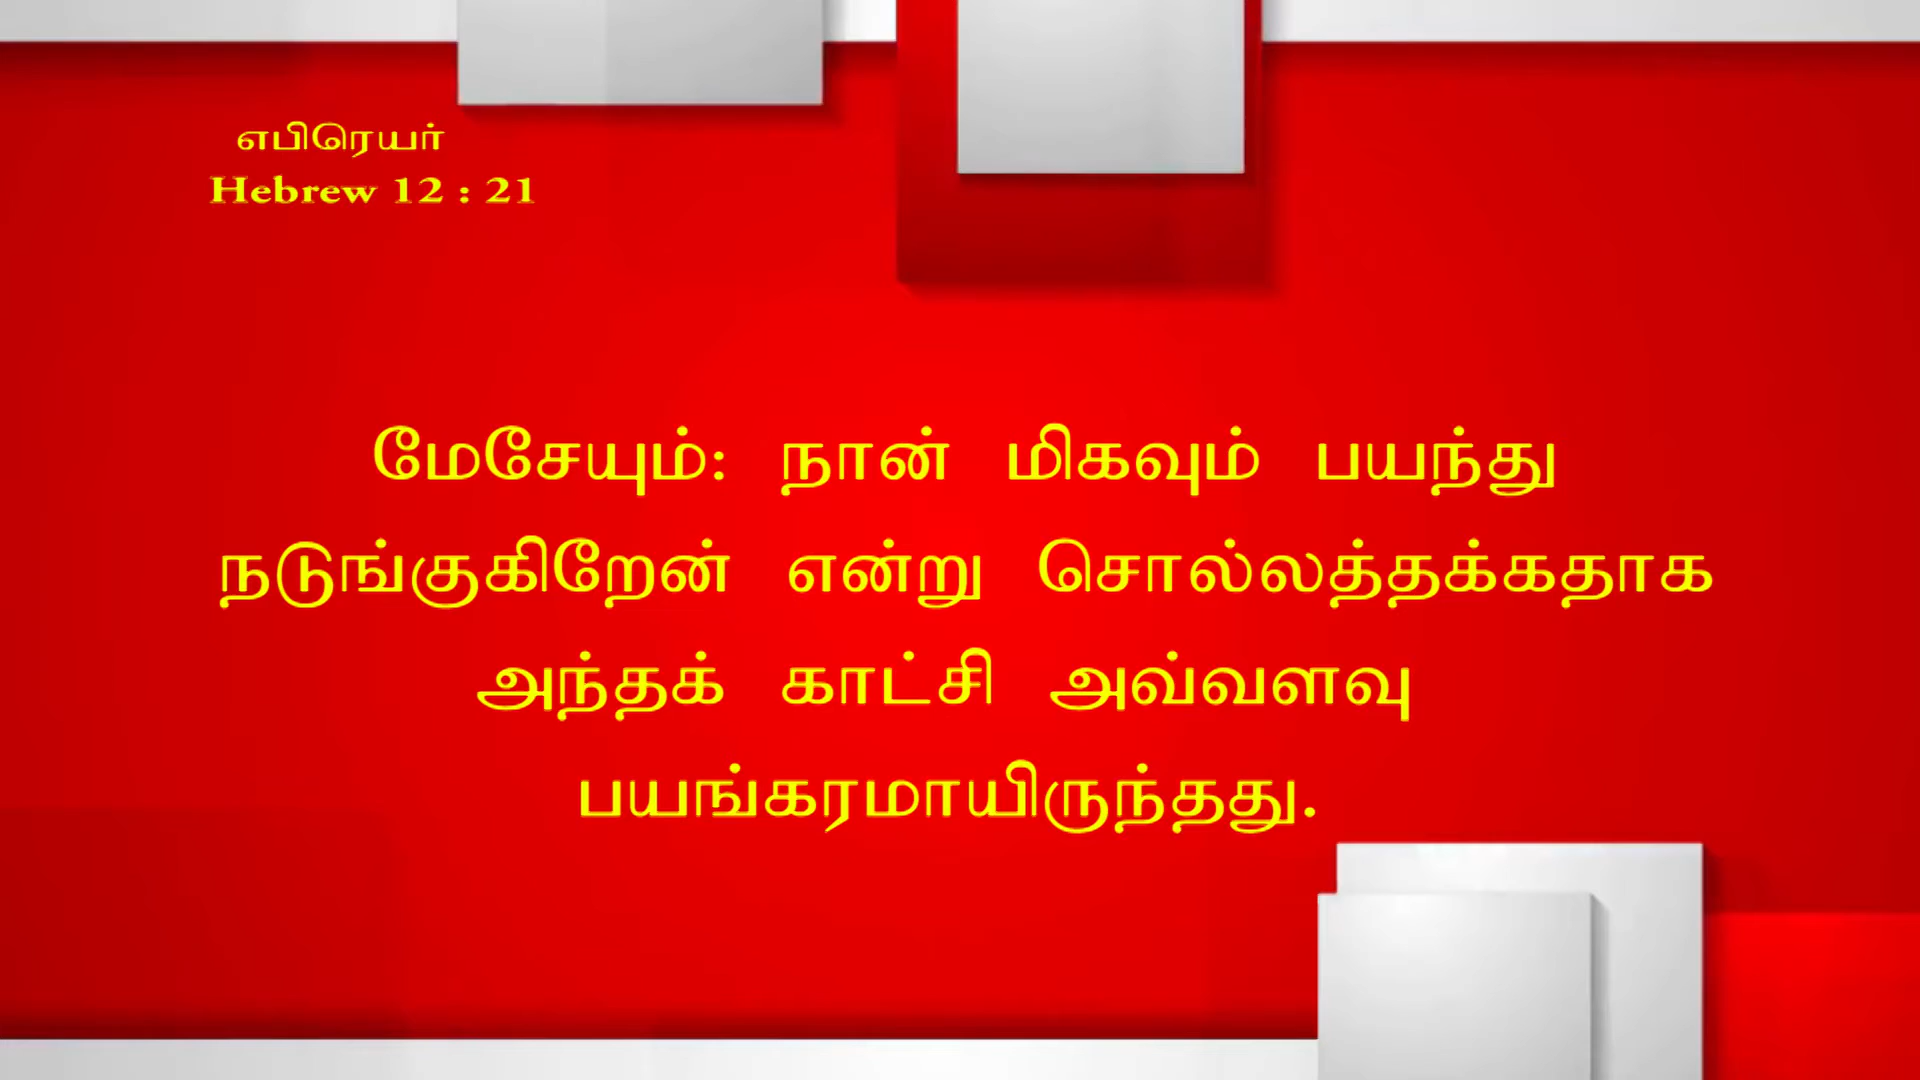 எபிரெயர்
Hebrew 12 : 21
மேசேயும்: நான் மிகவும் பயந்து
நடுங்குகிறேன் என்று சொல்லத்தக்கதாக
அந்தக் காட்சி அவ்வளவு
பயங்கரமாயிருந்தது.